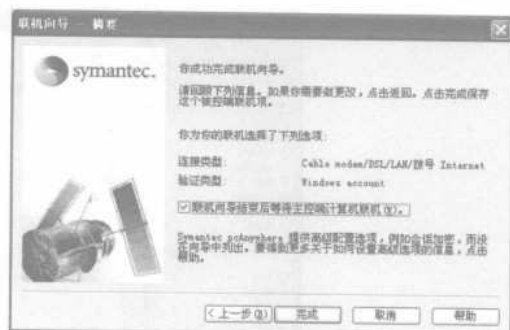 联机向导 - 摘要
symantec.
你成功完成联机向导。
请回顾下列信息。如果你需要做更改，点击返回。点击完成保存
这个被控端联机项。
你为你的联机选择了下列选项:
连接类型: Cable modem/DSL/LAN/拨号 Internet
验证类型: Windows account
联机向导结束后等待主控端计算机联机(Y)。
Symantec pcAnywhere 提供高级配置选项，例如会话加密，而没
在向导中列出。要得到更多关于如何设置高级选项的信息，点击
帮助。
<上一步(B) 完成 取消 帮助